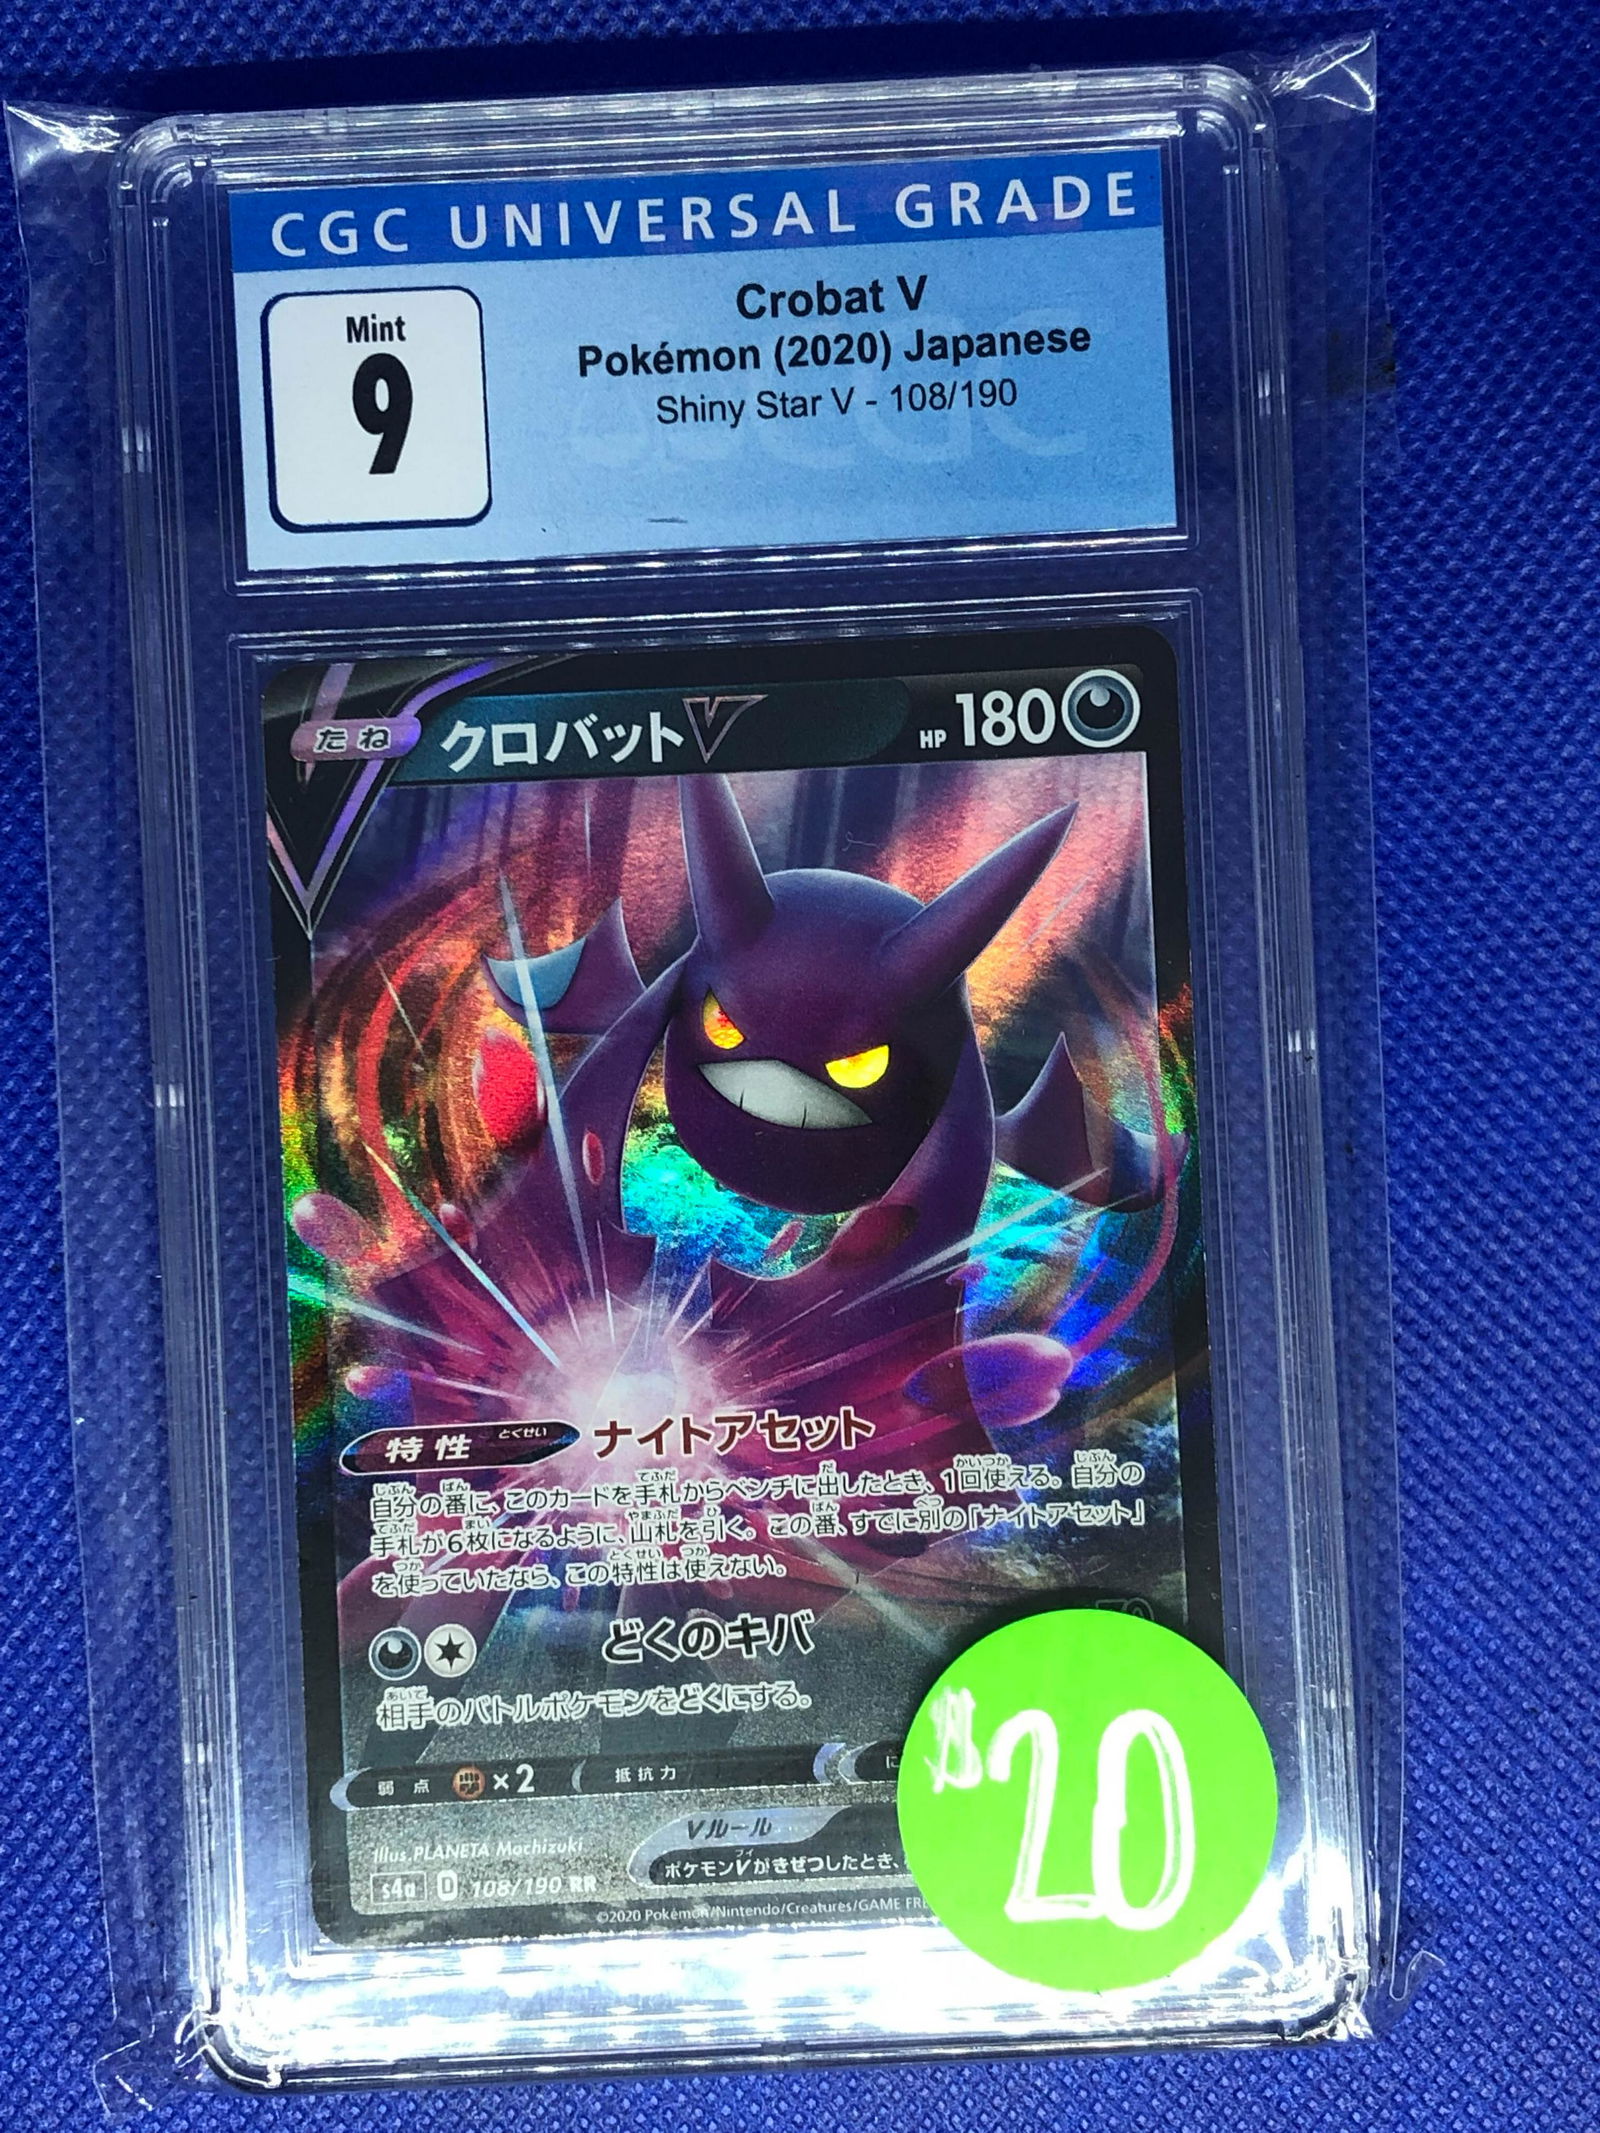 CGC UNIVERSAL GRADE
Mint
9
Crobat V
Pokémon (2020) Japanese
Shiny Star V - 108/190
たね
クロバットV
HP 180
特性 とくせい ナイトアセット
自分の番に、このカードを手札からベンチに出したとき、1回使える。自分の
手札が6枚になるように、山札を引く。この番、すでに別の「ナイトアセット」
を使っていたなら、この特性は使えない。
どくのキバ
70
相手のバトルポケモンをどくにする。
弱点 ×2 抵抗力 に
Vルール
ポケモンVがきぜつしたとき、
Illus. PLANETA Mochizuki
s4a D 108/190 RR
©2020 Pokémon/Nintendo/Creatures/GAME FRE
$20